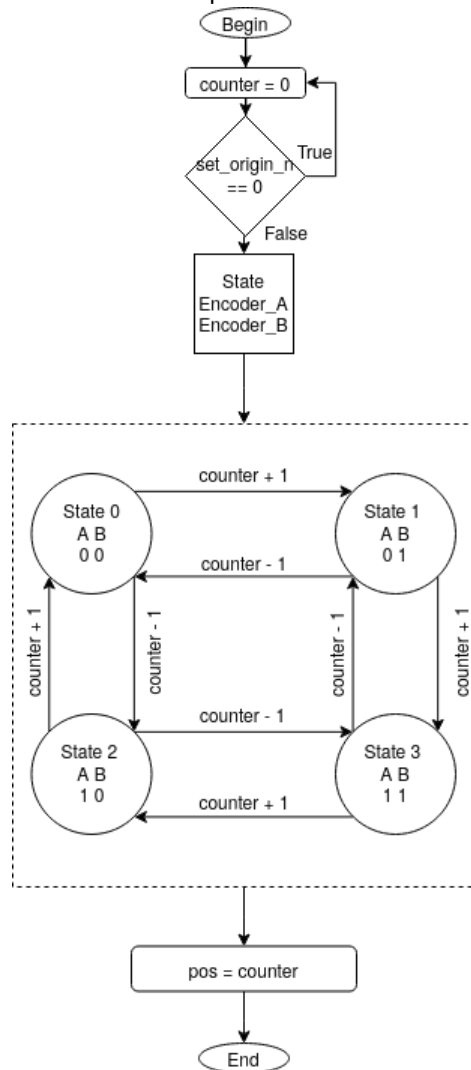 Begin
counter = 0
set_origin_n
== 0
True
False
State
Encoder_A
Encoder_B
counter + 1
State 0
A B
0 0
State 1
A B
0 1
counter - 1
counter + 1
counter - 1
counter - 1
counter + 1
counter - 1
State 2
A B
1 0
State 3
A B
1 1
counter + 1
pos = counter
End